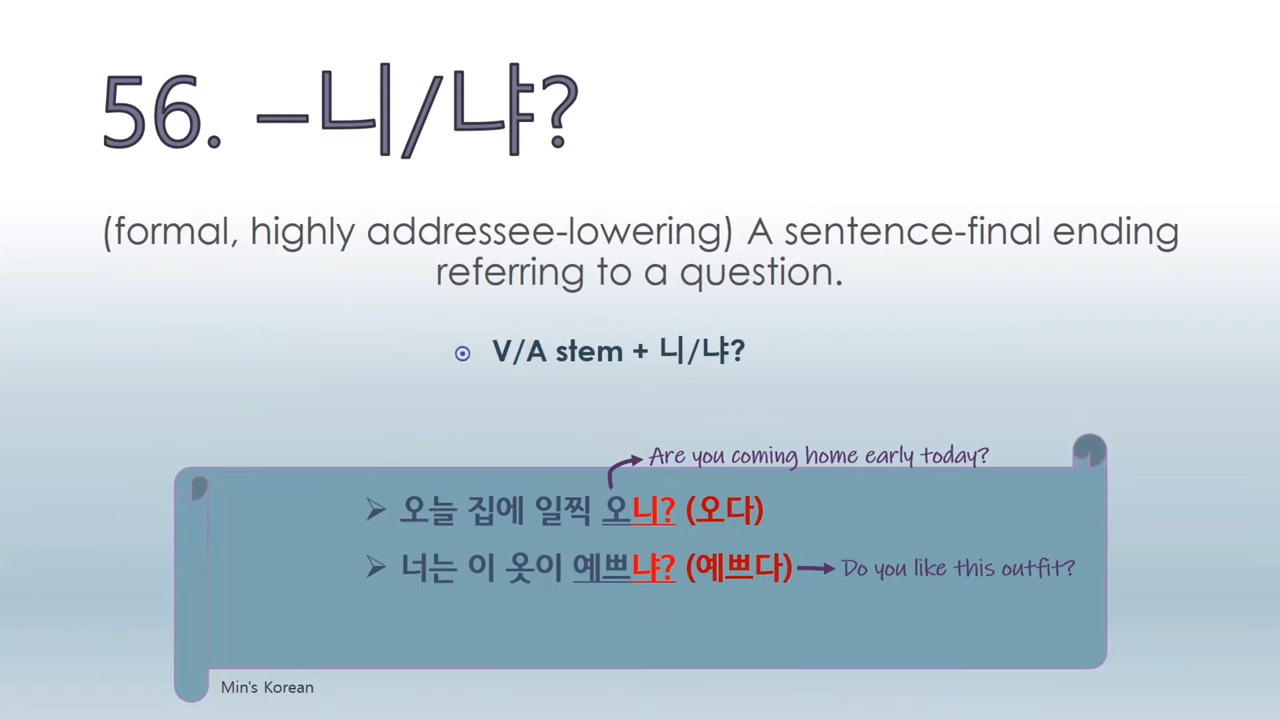 56. –니/냐?
(formal, highly addressee-lowering) A sentence-final ending
referring to a question.
V/A stem + 니/냐?
Are you coming home early today?
오늘 집에 일찍 오니? (오다)
너는 이 옷이 예쁘냐? (예쁘다) Do you like this outfit?
Min's Korean